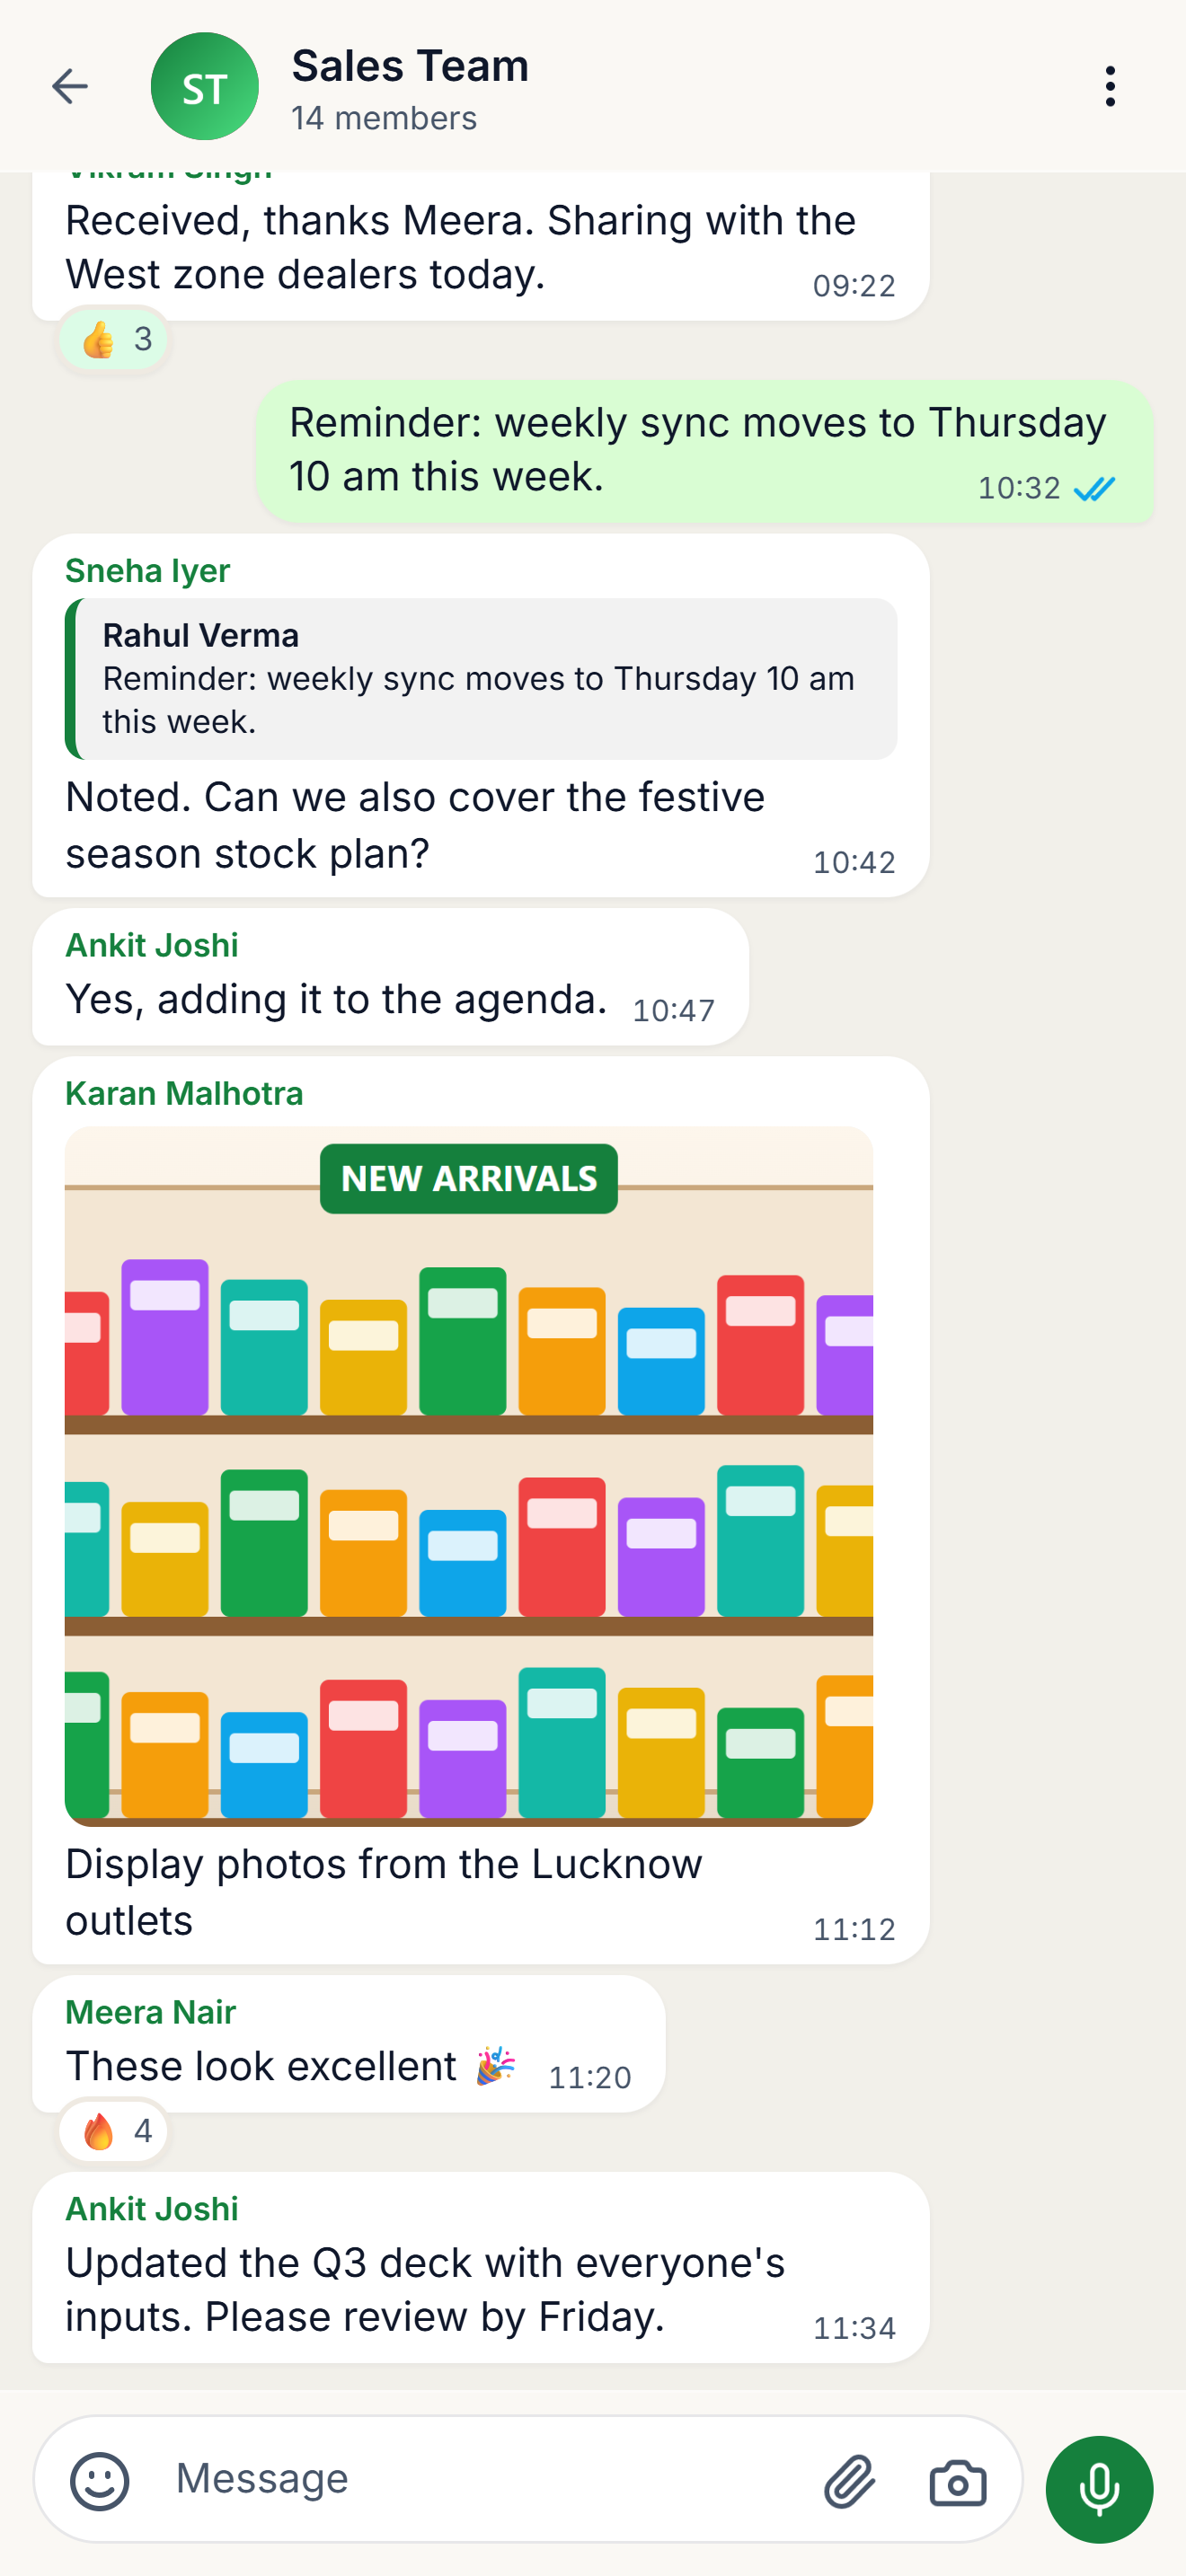 ST
Sales Team
14 members
Vikram Singh
Received, thanks Meera. Sharing with the
West zone dealers today.
09:22
👍 3
Reminder: weekly sync moves to Thursday
10 am this week.
10:32
Sneha Iyer
Rahul Verma
Reminder: weekly sync moves to Thursday 10 am
this week.
Noted. Can we also cover the festive
season stock plan?
10:42
Ankit Joshi
Yes, adding it to the agenda. 10:47
Karan Malhotra
NEW ARRIVALS
Display photos from the Lucknow
outlets
11:12
Meera Nair
These look excellent 🎉 11:20
🔥 4
Ankit Joshi
Updated the Q3 deck with everyone's
inputs. Please review by Friday.
11:34
Message